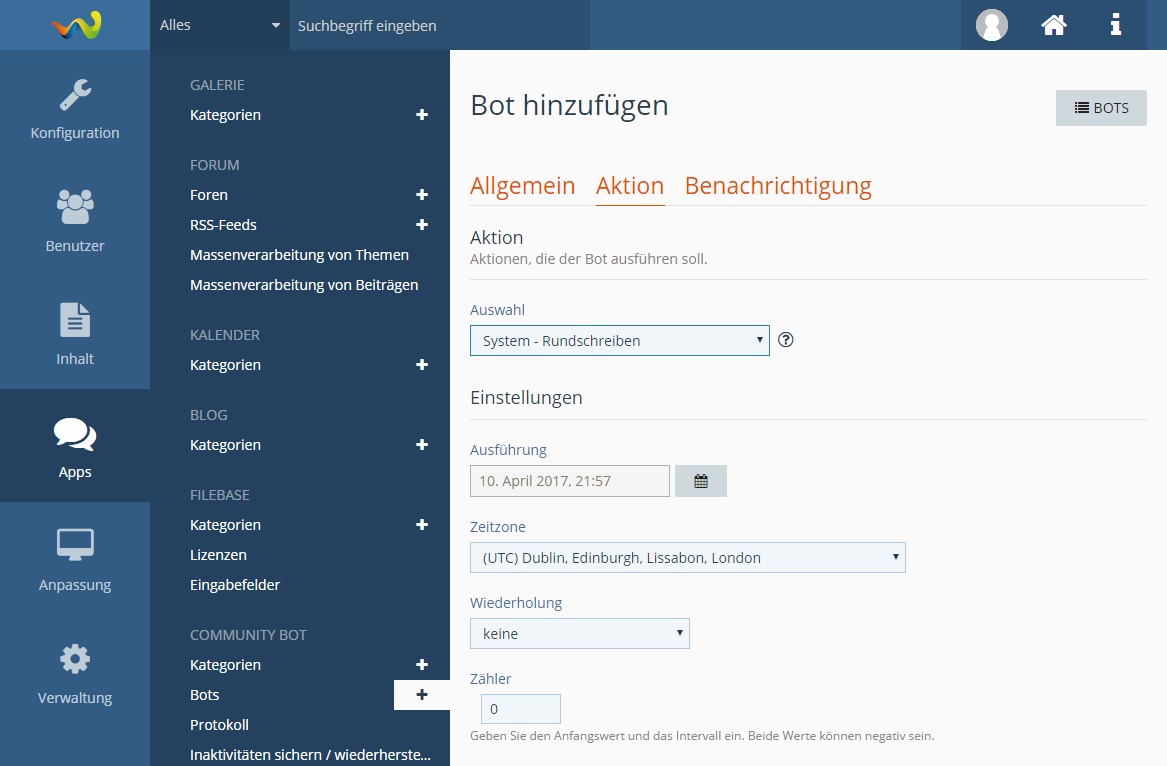 Alles
Suchbegriff eingeben
Konfiguration
Benutzer
Inhalt
Apps
Anpassung
Verwaltung
GALERIE
Kategorien
FORUM
Foren
RSS-Feeds
Massenverarbeitung von Themen
Massenverarbeitung von Beiträgen
KALENDER
Kategorien
BLOG
Kategorien
FILEBASE
Kategorien
Lizenzen
Eingabefelder
COMMUNITY BOT
Kategorien
Bots
Protokoll
Inaktivitäten sichern / wiederherste...
Bot hinzufügen
BOTS
Allgemein Aktion Benachrichtigung
Aktion
Aktionen, die der Bot ausführen soll.
Auswahl
System - Rundschreiben
Einstellungen
Ausführung
10. April 2017, 21:57
Zeitzone
(UTC) Dublin, Edinburgh, Lissabon, London
Wiederholung
keine
Zähler
0
Geben Sie den Anfangswert und das Intervall ein. Beide Werte können negativ sein.